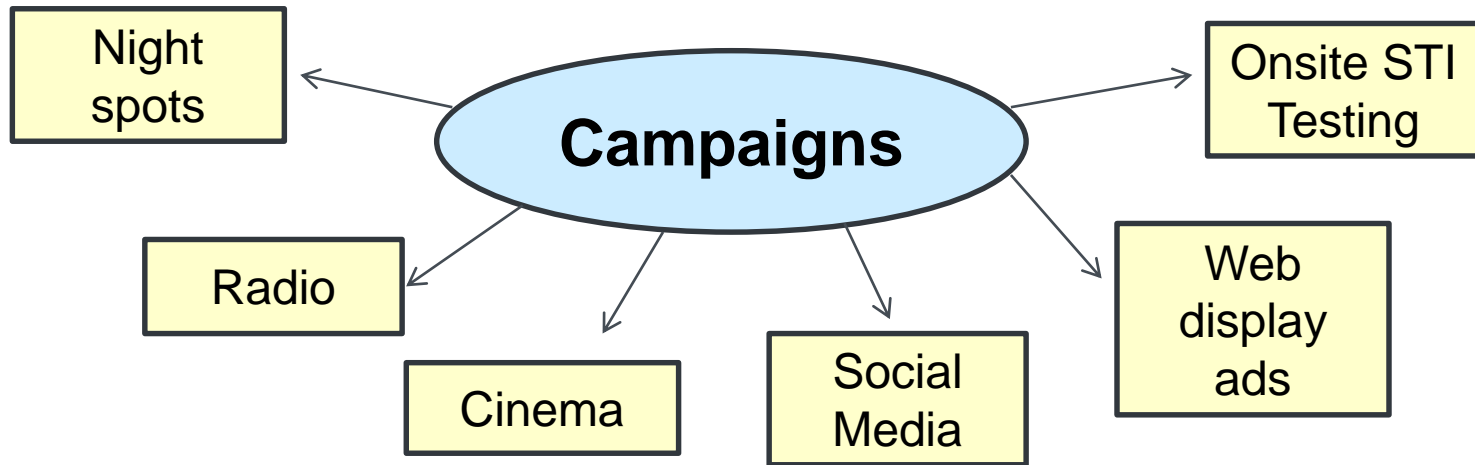 Night
spots
Campaigns
Onsite STI
Testing
Radio
Cinema
Social
Media
Web
display
ads